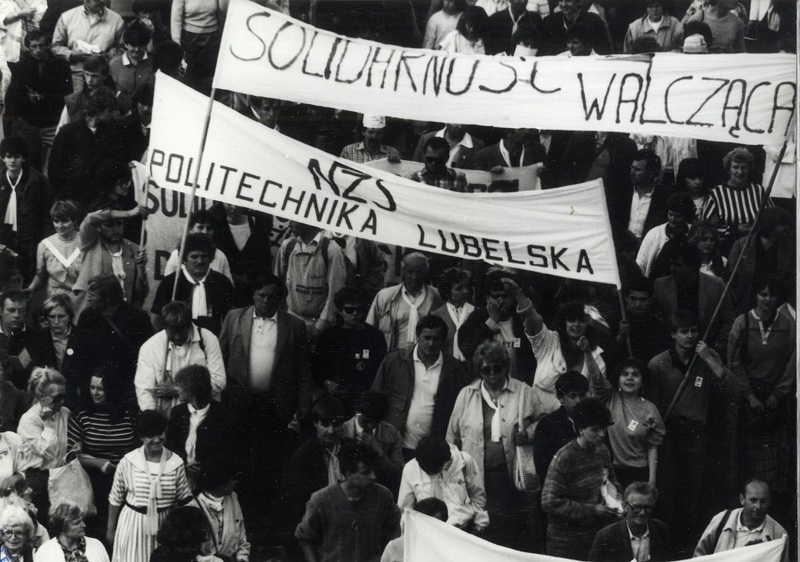 SOLIDARNOŚĆ WALCZĄCA
NZS
POLITECHNIKA LUBELSKA